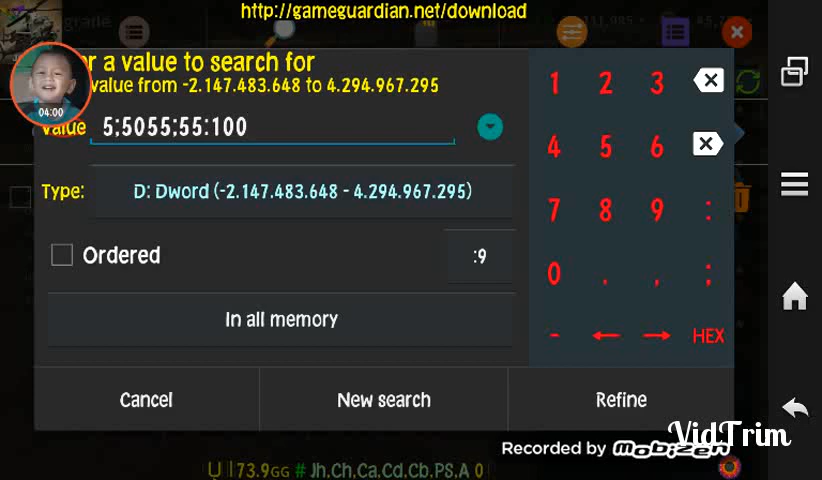 http://gameguardian.net/download
r a value to search for
value from -2.147.483.648 to 4.294.967.295
04:00
Value 5;5055;55:100
Type: D: Dword (-2.147.483.648 - 4.294.967.295)
Ordered :9
In all memory
Cancel New search Refine
1 2 3
4 5 6
7 8 9 :
0 . , ;
- ← → HEX
Recorded by Mobizen
VidTrim
73.9GG # Jh,Ch,Ca,Cd,Cb,PS,A 0